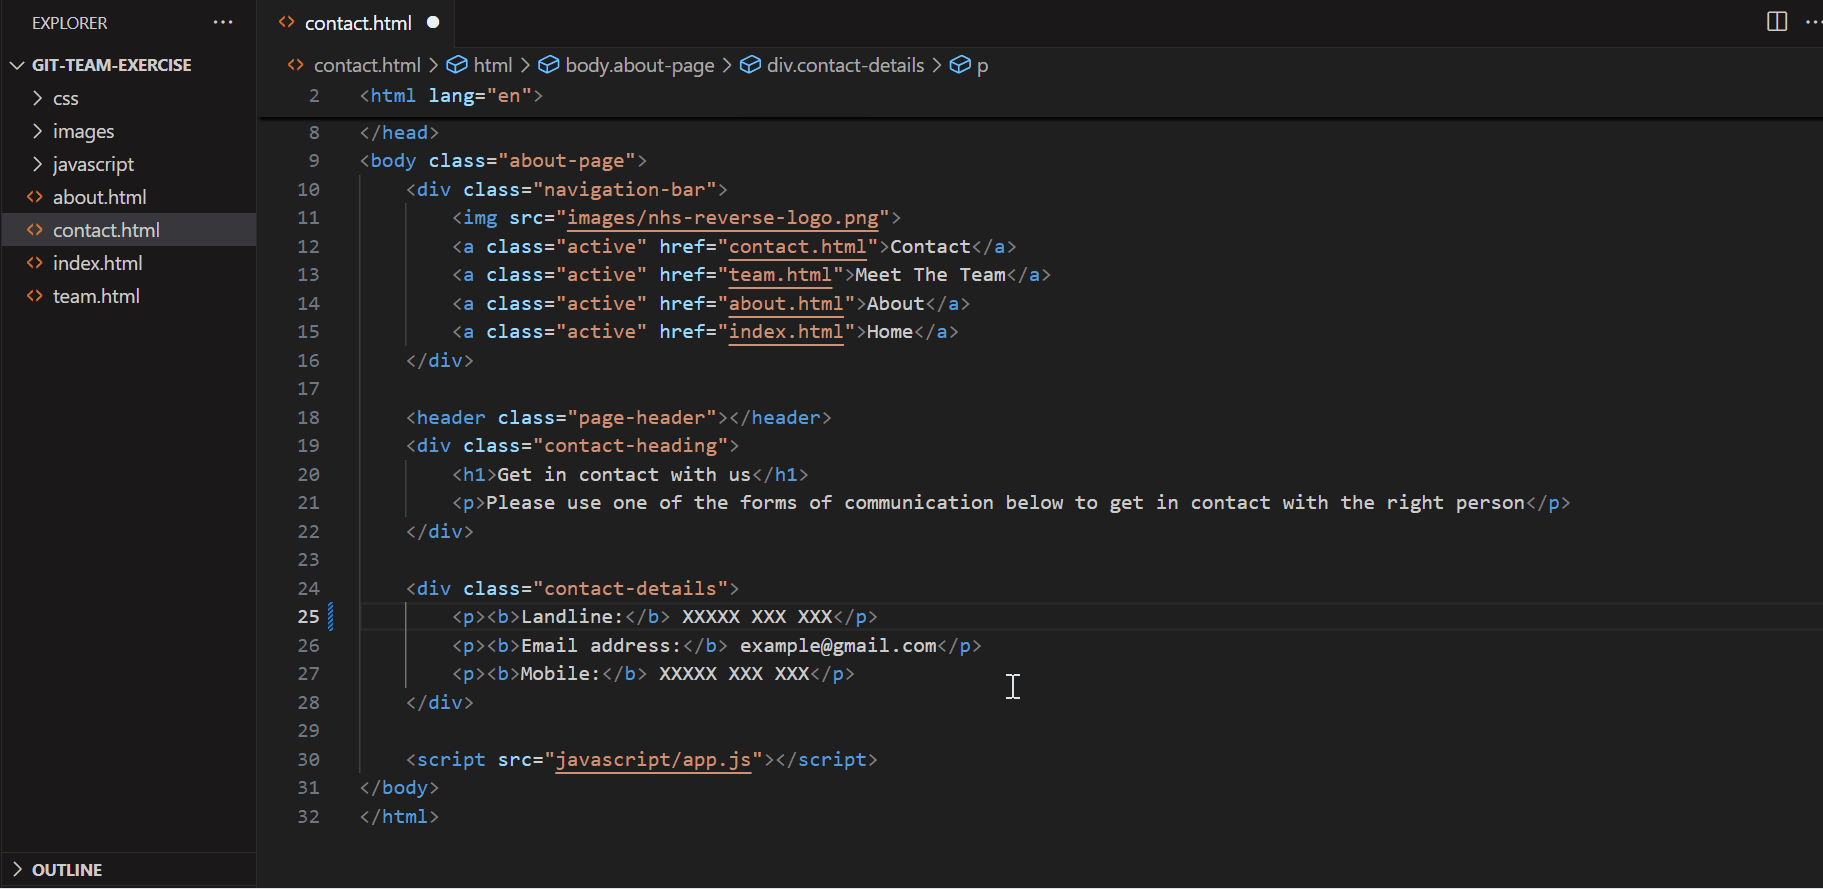 EXPLORER ···
GIT-TEAM-EXERCISE
css
images
javascript
<> about.html
<> contact.html
<> index.html
<> team.html
OUTLINE
<> contact.html ● ···
<> contact.html > html > body.about-page > div.contact-details > p
2 <html lang="en">
8 </head>
9 <body class="about-page">
10 <div class="navigation-bar">
11 <img src="images/nhs-reverse-logo.png">
12 <a class="active" href="contact.html">Contact</a>
13 <a class="active" href="team.html">Meet The Team</a>
14 <a class="active" href="about.html">About</a>
15 <a class="active" href="index.html">Home</a>
16 </div>
17
18 <header class="page-header"></header>
19 <div class="contact-heading">
20 <h1>Get in contact with us</h1>
21 <p>Please use one of the forms of communication below to get in contact with the right person</p>
22 </div>
23
24 <div class="contact-details">
25 <p><b>Landline:</b> XXXXX XXX XXX</p>
26 <p><b>Email address:</b> example@gmail.com</p>
27 <p><b>Mobile:</b> XXXXX XXX XXX</p>
28 </div>
29
30 <script src="javascript/app.js"></script>
31 </body>
32 </html>